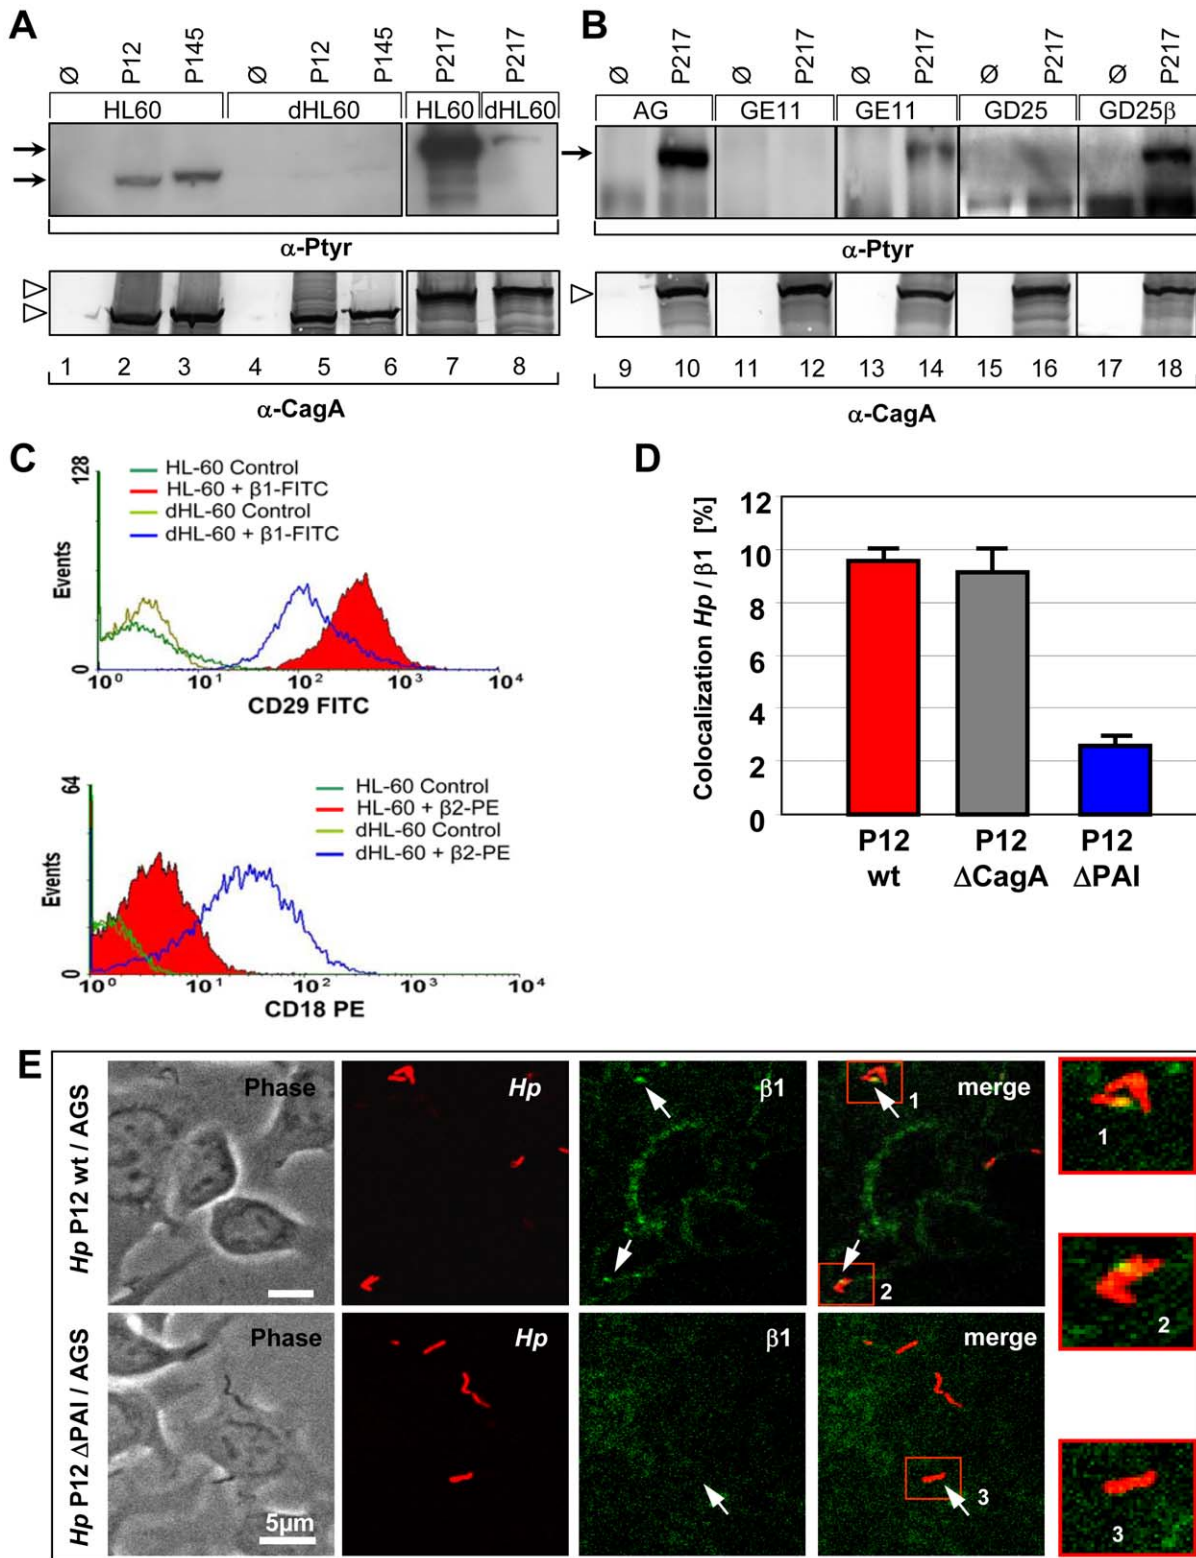 A
Ø P12 P145 Ø P12 P145 P217 P217
HL60 dHL60 HL60 dHL60
α-Ptyr
1 2 3 4 5 6 7 8
α-CagA
B
Ø P217 Ø P217 Ø P217 Ø P217 Ø P217
AG GE11 GE11 GD25 GD25β
α-Ptyr
9 10 11 12 13 14 15 16 17 18
α-CagA
C
128
HL-60 Control
HL-60 + β1-FITC
dHL-60 Control
dHL-60 + β1-FITC
Events
0
10⁰ 10¹ 10² 10³ 10⁴
CD29 FITC
64
HL-60 Control
HL-60 + β2-PE
dHL-60 Control
dHL-60 + β2-PE
Events
0
10⁰ 10¹ 10² 10³ 10⁴
CD18 PE
D
Colocalization Hp / β1 [%]
12
10
8
6
4
2
0
P12 P12 P12
wt ΔCagA ΔPAI
E
Hp P12 wt / AGS
Phase Hp β1 merge
1
2
1
2
Hp P12 ΔPAI / AGS
Phase Hp β1 merge
3
5μm
3